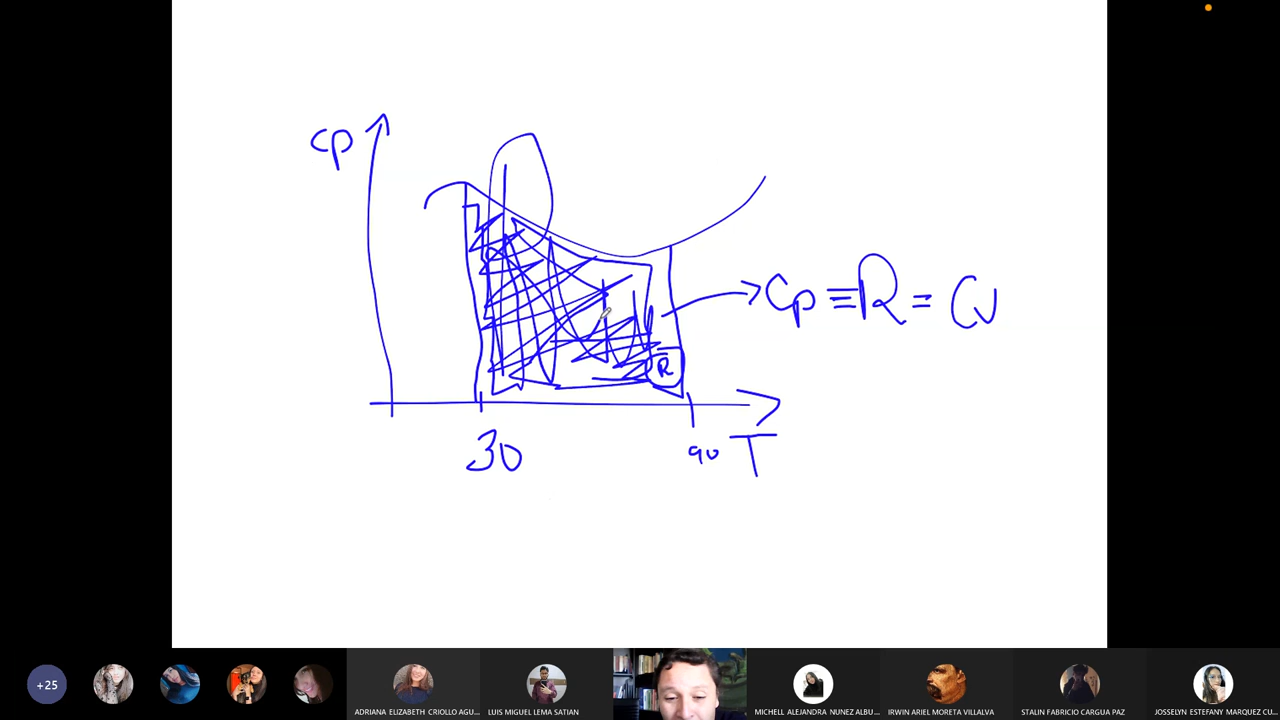 cp
Cp ≡ R = Cv
R
30
90
T
+25
ADRIANA ELIZABETH CRIOLLO AGU...
LUIS MIGUEL LEMA SATIAN
MICHELL ALEJANDRA NUNEZ ALBU...
IRWIN ARIEL MORETA VILLALVA
STALIN FABRICIO CARGUA PAZ
JOSSELYN ESTEFANY MARQUEZ CU...